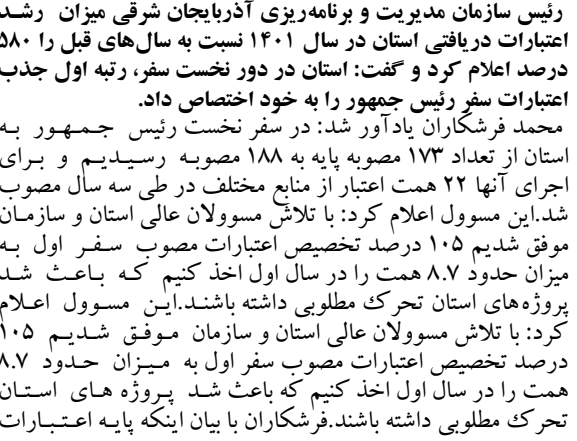 رئیس سازمان مدیریت و برنامه‌ریزی آذربایجان شرقی میزان رشد
اعتبارات دریافتی استان در سال ۱۴۰۱ نسبت به سال‌های قبل را ۵۸۰
درصد اعلام کرد و گفت: استان در دور نخست سفر، رتبه اول جذب
اعتبارات سفر رئیس جمهور را به خود اختصاص داد.
محمد فرشکاران یادآور شد: در سفر نخست رئیس جمهور به
استان از تعداد ۱۷۳ مصوبه پایه به ۱۸۸ مصوبه رسیدیم و برای
اجرای آنها ۲۲ همت اعتبار از منابع مختلف در طی سه سال مصوب
شد.این مسوول اعلام کرد: با تلاش مسوولان عالی استان و سازمان
موفق شدیم ۱۰۵ درصد تخصیص اعتبارات مصوب سفر اول به
میزان حدود ۸.۷ همت را در سال اول اخذ کنیم که باعث شد
پروژه‌های استان تحرک مطلوبی داشته باشند.این مسوول اعلام
کرد: با تلاش مسوولان عالی استان و سازمان موفق شدیم ۱۰۵
درصد تخصیص اعتبارات مصوب سفر اول به میزان حدود ۸.۷
همت را در سال اول اخذ کنیم که باعث شد پروژه های استان
تحرک مطلوبی داشته باشند.فرشکاران با بیان اینکه پایه اعتبارات